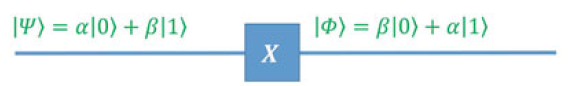 |Ψ⟩ = α|0⟩ + β|1⟩
X
|Φ⟩ = β|0⟩ + α|1⟩